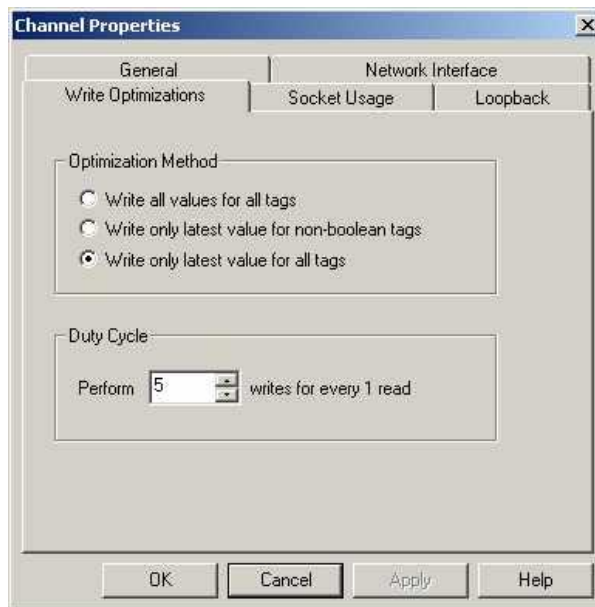 Channel Properties
General
Network Interface
Write Optimizations
Socket Usage
Loopback
Optimization Method
Write all values for all tags
Write only latest value for non-boolean tags
Write only latest value for all tags
Duty Cycle
Perform 5 writes for every 1 read
OK
Cancel
Apply
Help